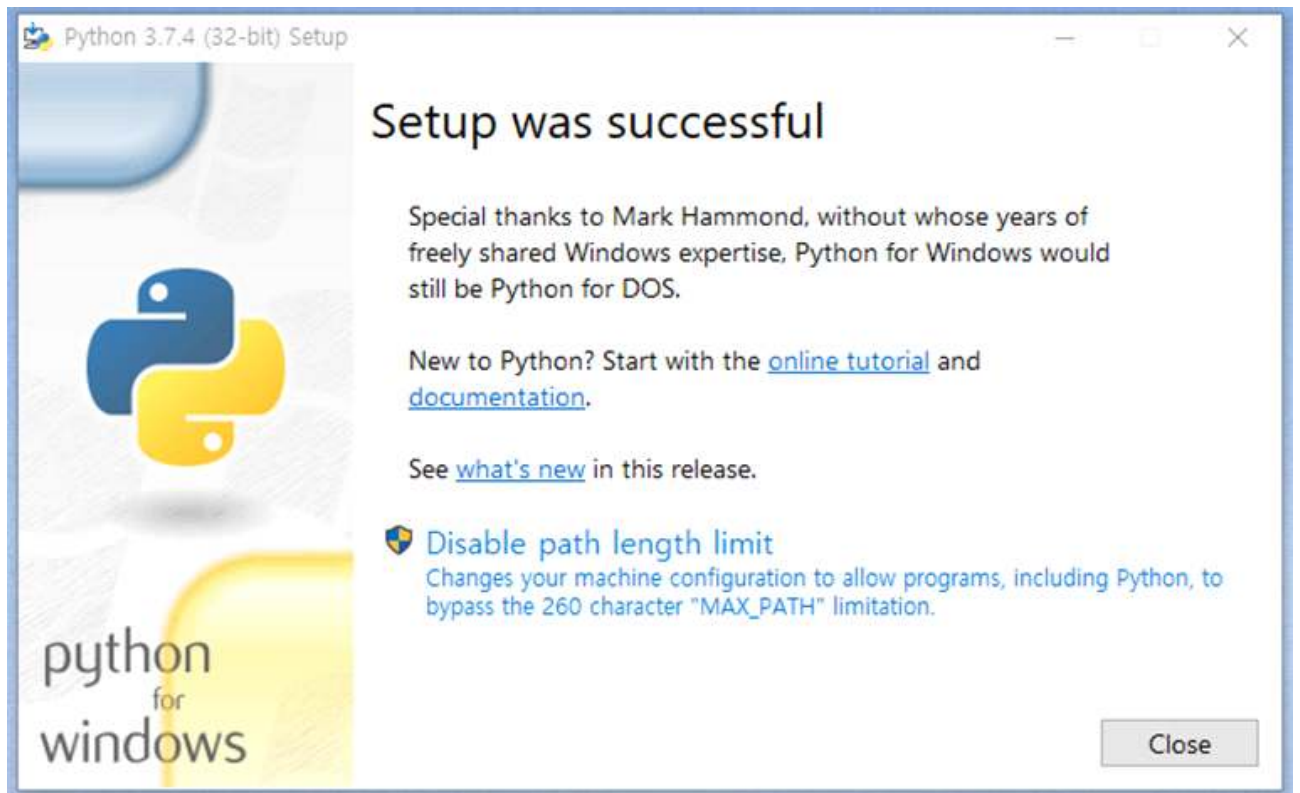 Python 3.7.4 (32-bit) Setup
Setup was successful
Special thanks to Mark Hammond, without whose years of
freely shared Windows expertise, Python for Windows would
still be Python for DOS.
New to Python? Start with the online tutorial and
documentation.
See what's new in this release.
Disable path length limit
Changes your machine configuration to allow programs, including Python, to
bypass the 260 character "MAX_PATH" limitation.
python
for
windows
Close